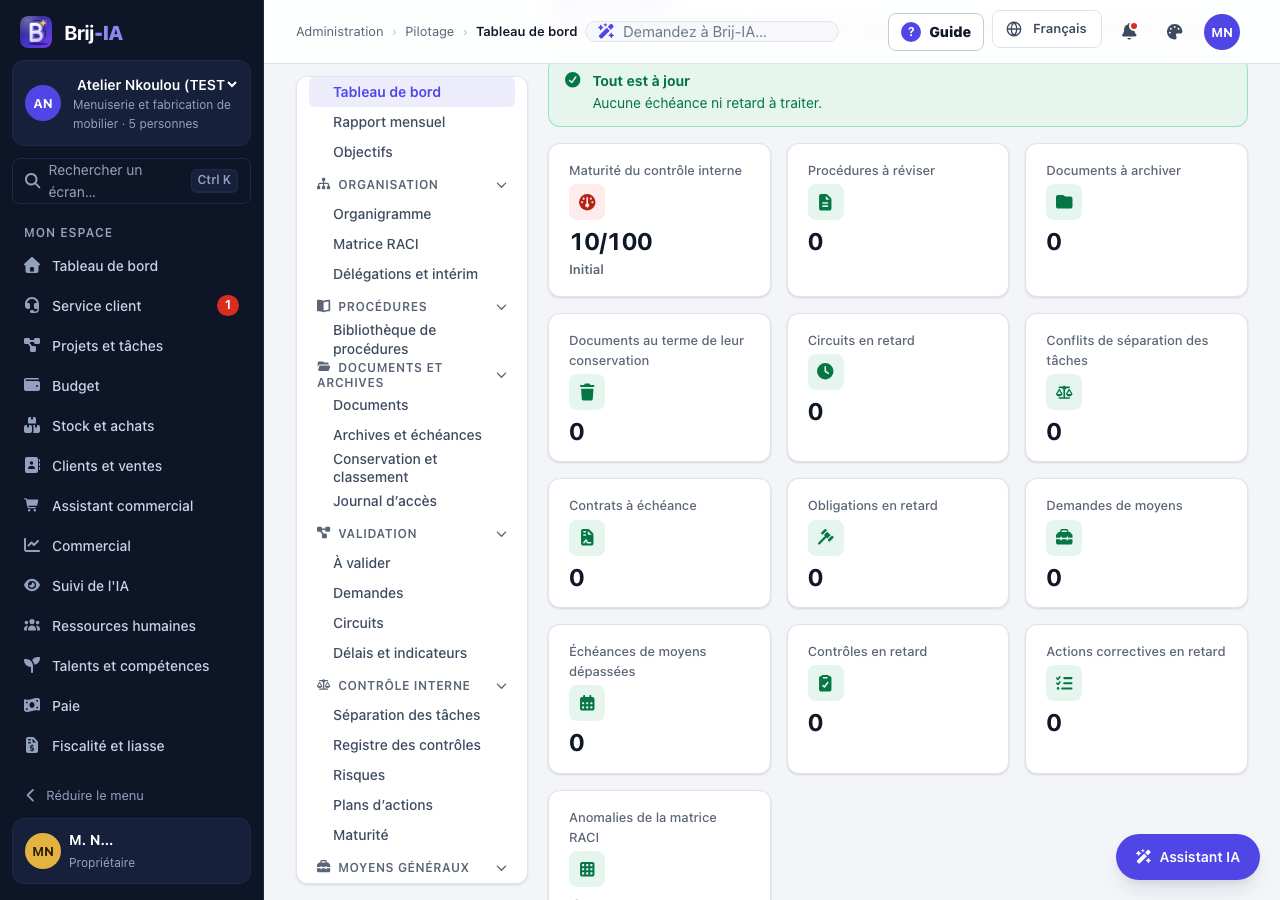 Brij-IA
AN
Atelier Nkoulou (TEST
Menuiserie et fabrication de
mobilier · 5 personnes
Rechercher un
écran...
Ctrl K
MON ESPACE
Tableau de bord
Service client
1
Projets et tâches
Budget
Stock et achats
Clients et ventes
Assistant commercial
Commercial
Suivi de l'IA
Ressources humaines
Talents et compétences
Paie
Fiscalité et liasse
Réduire le menu
MN
M. N...
Propriétaire
Administration › Pilotage › Tableau de bord
Demandez à Brij-IA...
? Guide
Français
MN
Tableau de bord
Rapport mensuel
Objectifs
ORGANISATION
Organigramme
Matrice RACI
Délégations et intérim
PROCÉDURES
Bibliothèque de
procédures
DOCUMENTS ET
ARCHIVES
Documents
Archives et échéances
Conservation et
classement
Journal d’accès
VALIDATION
À valider
Demandes
Circuits
Délais et indicateurs
CONTRÔLE INTERNE
Séparation des tâches
Registre des contrôles
Risques
Plans d’actions
Maturité
MOYENS GÉNÉRAUX
Tout est à jour
Aucune échéance ni retard à traiter.
Maturité du contrôle interne
10/100
Initial
Procédures à réviser
0
Documents à archiver
0
Documents au terme de leur
conservation
0
Circuits en retard
0
Conflits de séparation des
tâches
0
Contrats à échéance
0
Obligations en retard
0
Demandes de moyens
0
Échéances de moyens
dépassées
0
Contrôles en retard
0
Actions correctives en retard
0
Anomalies de la matrice
RACI
Assistant IA